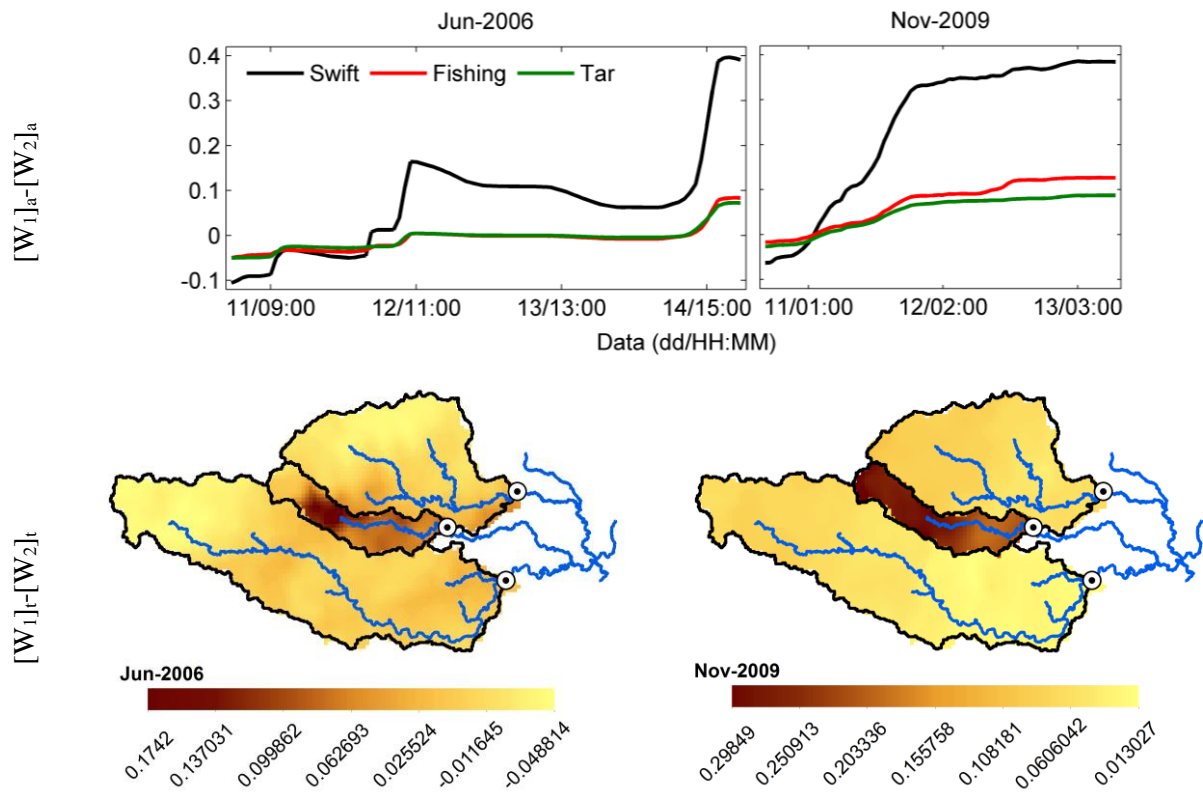 Jun-2006 Nov-2009
[W₁]ₐ-[W₂]ₐ
0.4
0.3
0.2
0.1
0
-0.1
Swift Fishing Tar
11/09:00 12/11:00 13/13:00 14/15:00 11/01:00 12/02:00 13/03:00
Data (dd/HH:MM)
[W₁]ₜ-[W₂]ₜ
Jun-2006
0.1742 0.137031 0.099862 0.062693 0.025524 -0.011645 -0.048814
Nov-2009
0.29849 0.250913 0.203336 0.155758 0.108181 0.0606042 0.013027